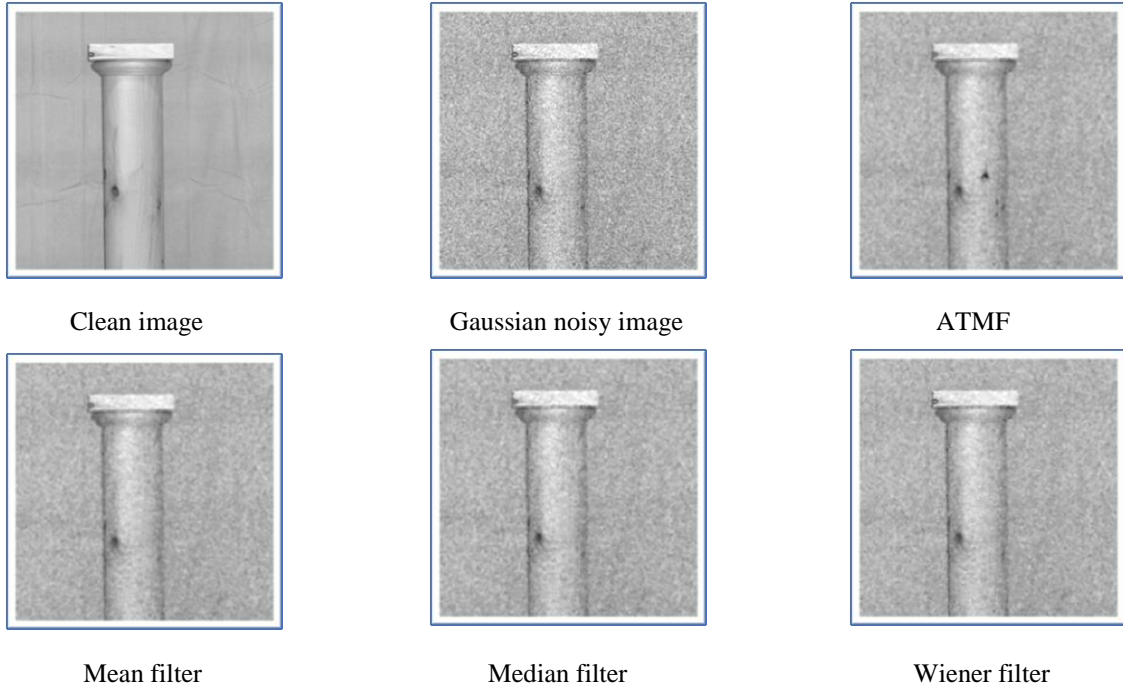 Clean image
Gaussian noisy image
ATMF
Mean filter
Median filter
Wiener filter